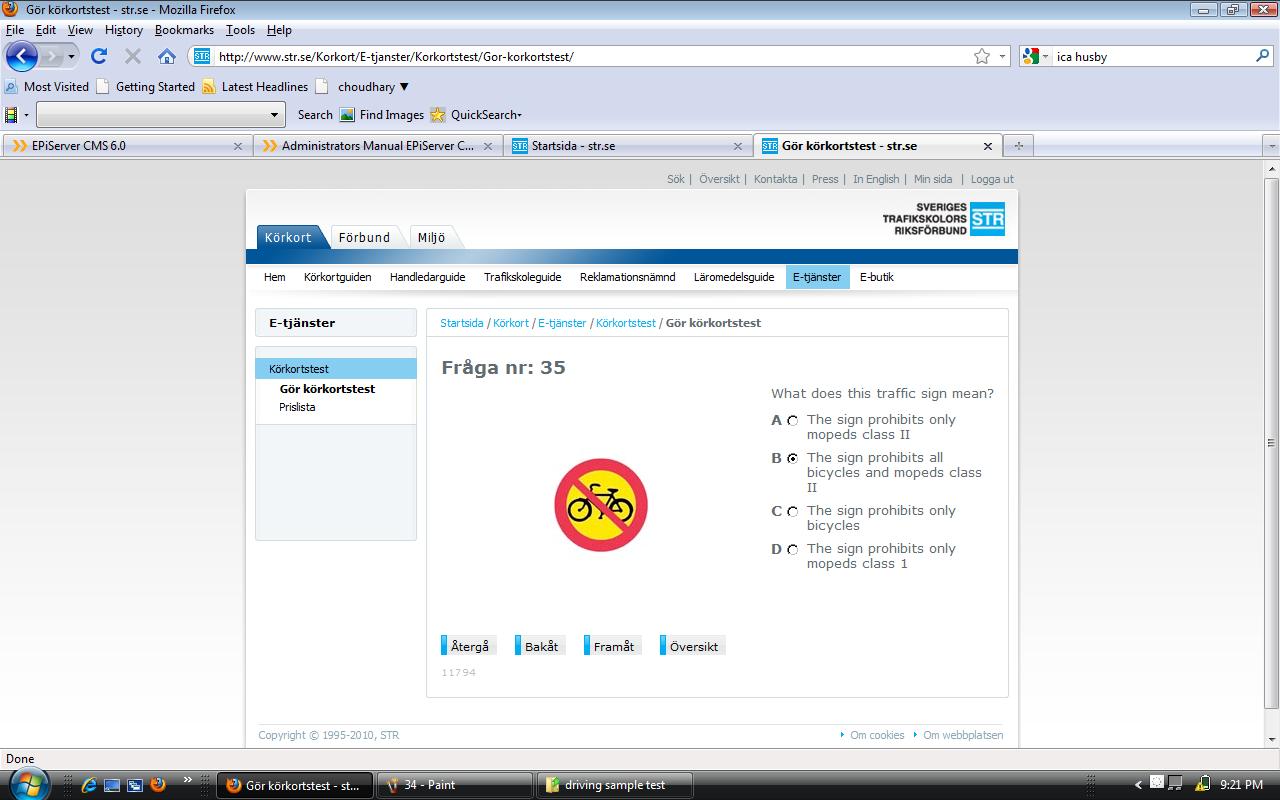 Gör körkortstest - str.se - Mozilla Firefox
File Edit View History Bookmarks Tools Help
STR http://www.str.se/Korkort/E-tjanster/Korkortstest/Gor-korkortstest/ ica husby
Most Visited Getting Started Latest Headlines choudhary ▼
Search Find Images QuickSearch
EPiServer CMS 6.0 Administrators Manual EPiServer C... STR Startsida - str.se STR Gör körkortstest - str.se
Sök | Översikt | Kontakta | Press | In English | Min sida | Logga ut
SVERIGES
TRAFIKSKOLORS STR
RIKSFÖRBUND
Körkort Förbund Miljö
Hem Körkortguiden Handledarguide Trafikskoleguide Reklamationsnämnd Läromedelsguide E-tjänster E-butik
E-tjänster
Startsida / Körkort / E-tjänster / Körkortstest / Gör körkortstest
Körkortstest
Gör körkortstest
Prislista
Fråga nr: 35
What does this traffic sign mean?
A The sign prohibits only
mopeds class II
B The sign prohibits all
bicycles and mopeds class
II
C The sign prohibits only
bicycles
D The sign prohibits only
mopeds class 1
Återgå Bakåt Framåt Översikt
11794
Copyright © 1995-2010, STR Om cookies Om webbplatsen
Done
» Gör körkortstest - st... 34 - Paint driving sample test < 9:21 PM